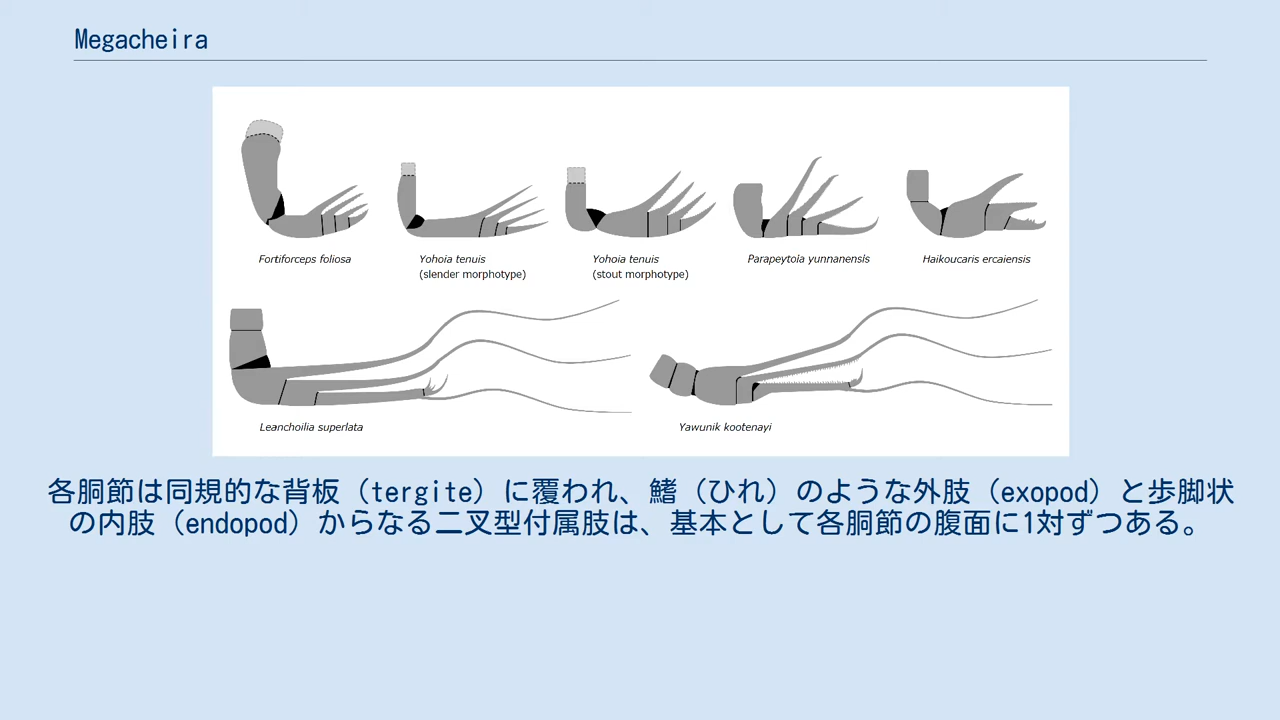 Megacheira
Fortiforceps foliosa
Yohoia tenuis
(slender morphotype)
Yohoia tenuis
(stout morphotype)
Parapeytoia yunnanensis
Haikoucaris ercaiensis
Leanchoilia superlata
Yawunik kootenayi
各胴節は同規的な背板（tergite）に覆われ、鰭（ひれ）のような外肢（exopod）と歩脚状
の内肢（endopod）からなる二叉型付属肢は、基本として各胴節の腹面に1対ずつある。